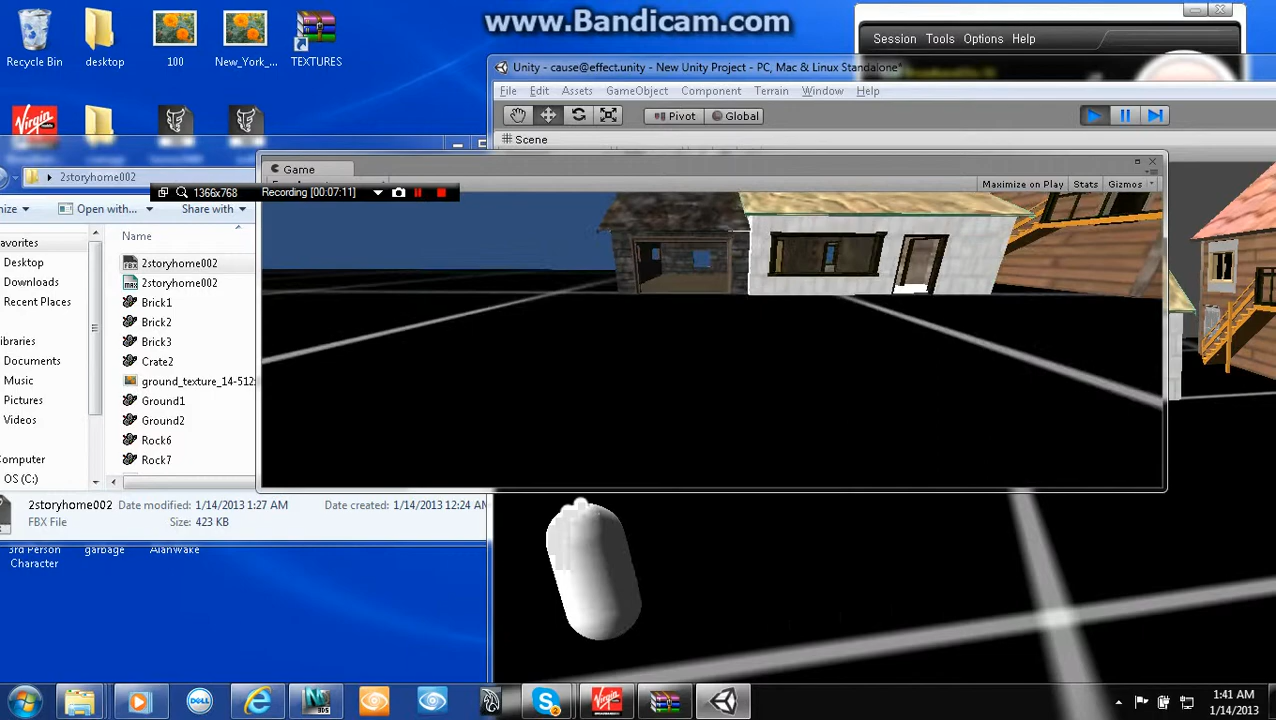 www.Bandicam.com
Recycle Bin
desktop
100
New_York_...
TEXTURES
Session Tools Options Help
Unity - cause@effect.unity - New Unity Project - PC, Mac & Linux Standalone*
File Edit Assets GameObject Component Terrain Window Help
Pivot Global
Scene
Game
2storyhome002
1366x768 Recording [00:07:11]
Maximize on Play Stats Gizmos
nize Open with... Share with
avorites
Desktop
Downloads
Recent Places
ibraries
Documents
Music
Pictures
Videos
omputer
OS (C:)
Name
2storyhome002
2storyhome002
Brick1
Brick2
Brick3
Crate2
ground_texture_14-512:
Ground1
Ground2
Rock6
Rock7
2storyhome002 Date modified: 1/14/2013 1:27 AM Date created: 1/14/2013 12:24 AM
FBX File Size: 423 KB
3rd Person
Character
garbage
AlanWake
1:41 AM
1/14/2013